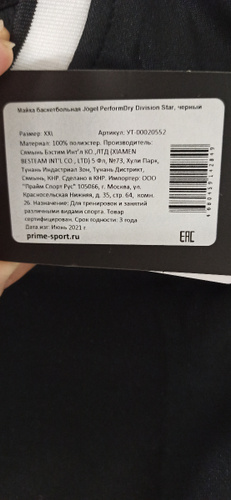 Майка баскетбольная Jögel PerformDry Division Star, черный
Размер: XXL Артикул: УТ-00020552
Материал: 100% полиэстер. Производитель:
Сямынь Бэстим Инт'л КО.,ЛТД (XIAMEN
BESTEAM INT'L CO., LTD) 5 Фл, №73, Хули Парк,
Тунань Индастриал Зон, Тунань Дистрикт,
Сямынь, КНР. Сделано в КНР. Импортер: ООО
"Прайм Спорт Рус" 105066, г. Москва, ул.
Красносельская Нижняя, д. 35, стр. 64, комн.
26. Назначение: Для тренировок и занятий
различными видами спорта. Товар
сертифицирован. Срок годности: 3 года
Дата изг: Июнь 2021 г
prime-sport.ru
EAC